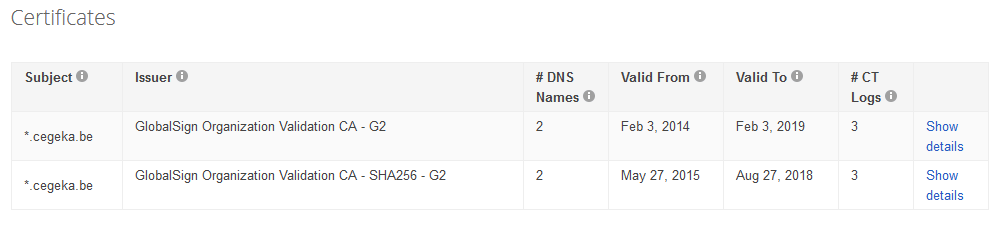 Certificates
Subject Issuer # DNS Names Valid From Valid To # CT Logs
*.cegeka.be GlobalSign Organization Validation CA - G2 2 Feb 3, 2014 Feb 3, 2019 3 Show details
*.cegeka.be GlobalSign Organization Validation CA - SHA256 - G2 2 May 27, 2015 Aug 27, 2018 3 Show details